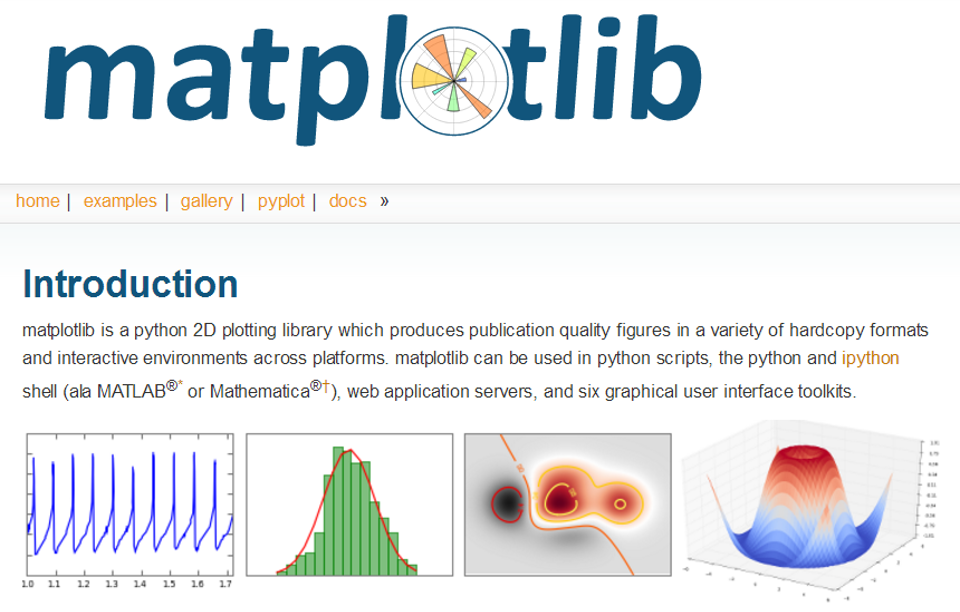 matplotlib
home | examples | gallery | pyplot | docs »
Introduction
matplotlib is a python 2D plotting library which produces publication quality figures in a variety of hardcopy formats
and interactive environments across platforms. matplotlib can be used in python scripts, the python and ipython
shell (ala MATLAB®* or Mathematica®†), web application servers, and six graphical user interface toolkits.
1.0 1.1 1.2 1.3 1.4 1.5 1.6 1.7